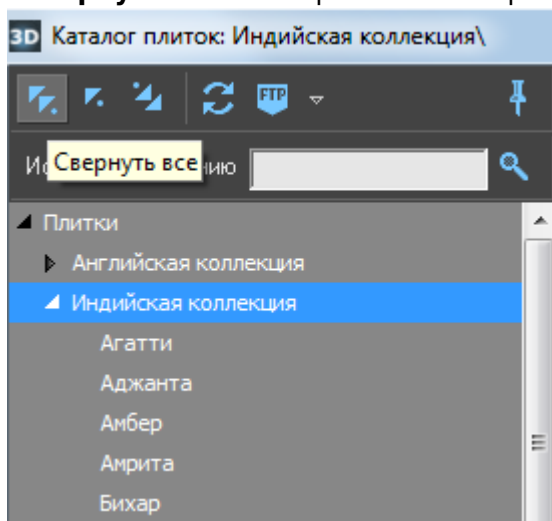 3D Каталог плиток: Индийская коллекция\
FTP
Свернуть все
Плитки
Английская коллекция
Индийская коллекция
Агатти
Аджанта
Амбер
Амрита
Бихар